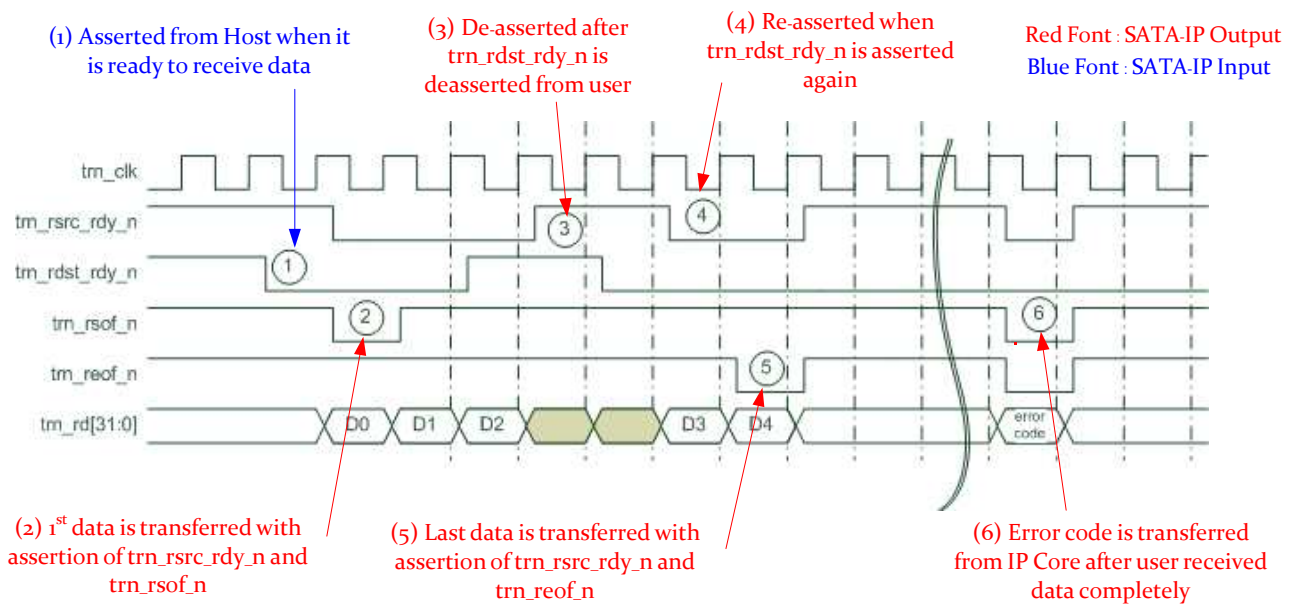 (1) Asserted from Host when it
is ready to receive data
(3) De-asserted after
trn_rdst_rdy_n is
deasserted from user
(4) Re-asserted when
trn_rdst_rdy_n is asserted
again
Red Font : SATA-IP Output
Blue Font : SATA-IP Input
trn_clk
trn_rsrc_rdy_n
3
4
trn_rdst_rdy_n
1
trn_rsof_n
2
6
trn_reof_n
5
trn_rd[31:0]
D0
D1
D2
D3
D4
error
code
(2) 1st data is transferred with
assertion of trn_rsrc_rdy_n and
trn_rsof_n
(5) Last data is transferred with
assertion of trn_rsrc_rdy_n and
trn_reof_n
(6) Error code is transferred
from IP Core after user received
data completely